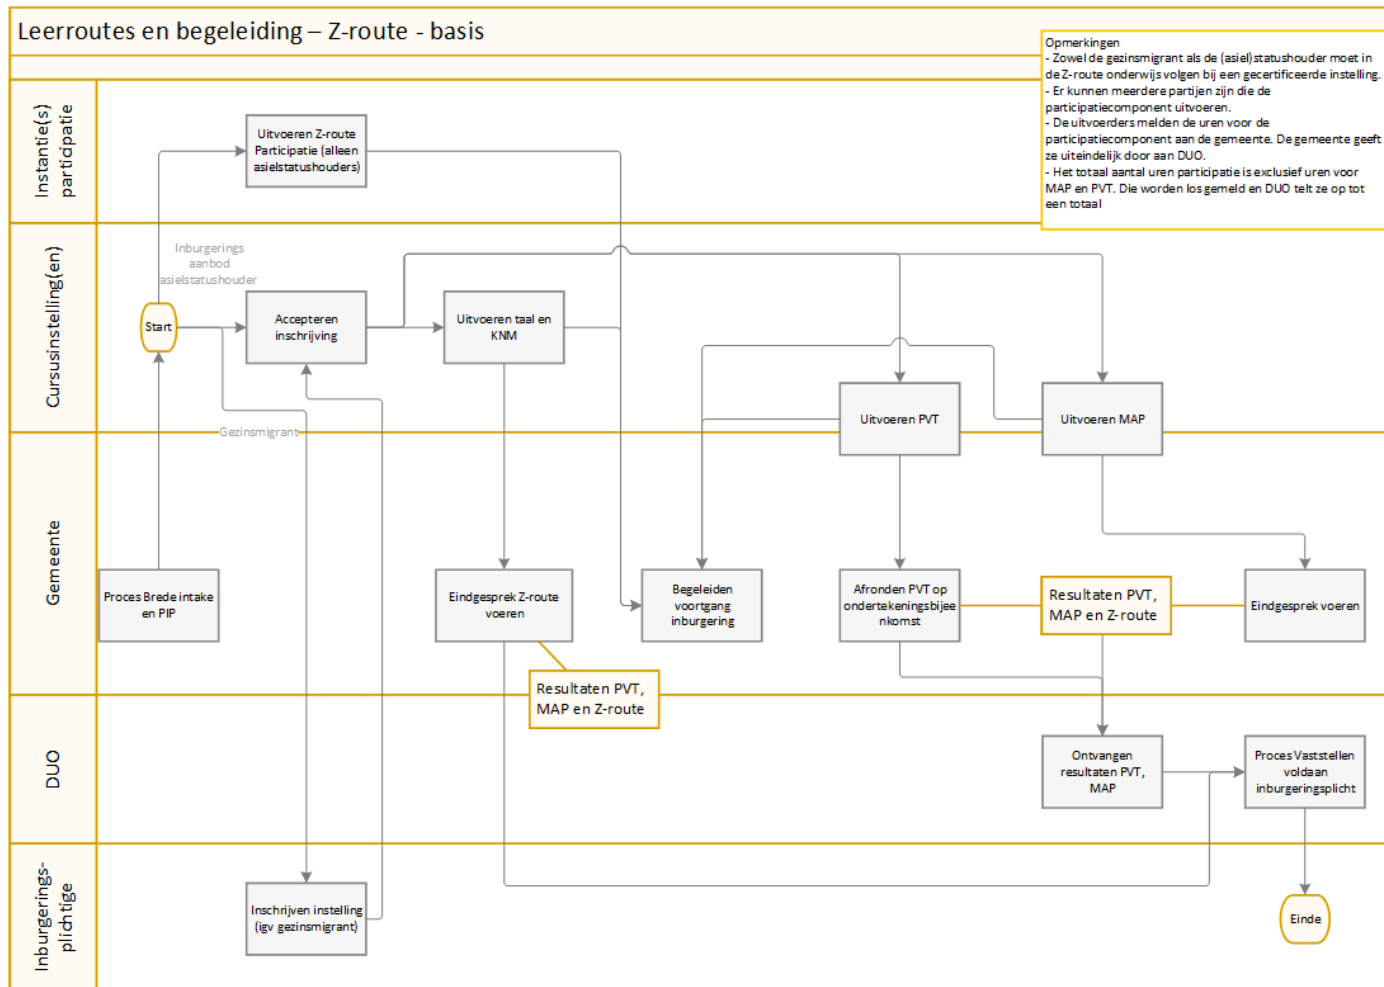 Leerroutes en begeleiding – Z-route - basis
Opmerkingen
- Zowel de gezinsmigrant als de (asiel)statushouder moet in
de Z-route onderwijs volgen bij een gecertificeerde instelling.
- Er kunnen meerdere partijen zijn die de
participatiecomponent uitvoeren.
- De uitvoerders melden de uren voor de
participatiecomponent aan de gemeente. De gemeente geeft
ze uiteindelijk door aan DUO.
- Het totaal aantal uren participatie is exclusief uren voor
MAP en PVT. Die worden los gemeld en DUO telt ze op tot
een totaal
Instantie(s)
participatie
Uitvoeren Z-route
Participatie (alleen
asielstatushouders)
Cursusinstelling(en)
Inburgerings
aanbod
asielstatushouder
Start
Accepteren
inschrijving
Uitvoeren taal en
KNM
Uitvoeren PVT
Uitvoeren MAP
Gezinsmigrant
Gemeente
Proces Brede intake
en PIP
Eindgesprek Z-route
voeren
Begeleiden
voortgang
inburgering
Afronden PVT op
ondertekeningsbijee
nkomst
Resultaten PVT,
MAP en Z-route
Eindgesprek voeren
Resultaten PVT,
MAP en Z-route
DUO
Ontvangen
resultaten PVT,
MAP
Proces Vaststellen
voldaan
inburgeringsplicht
Inburgerings-
plichtige
Inschrijven instelling
(igv gezinsmigrant)
Einde